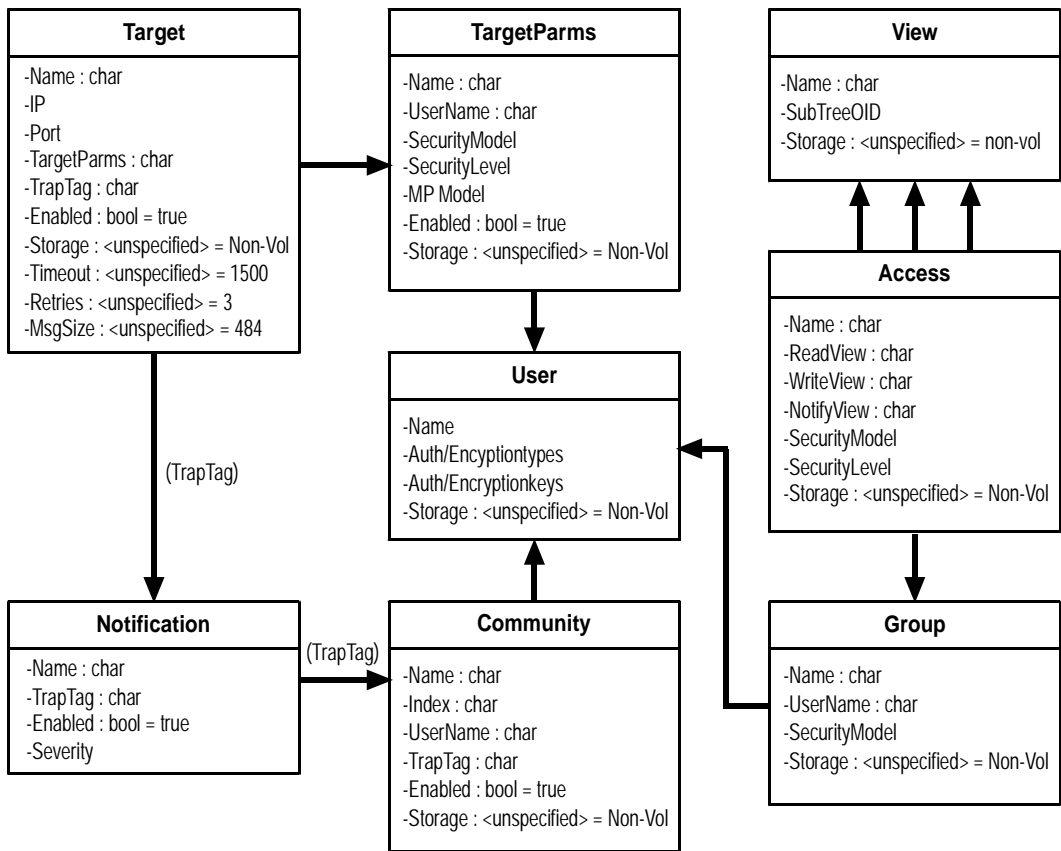 Target
-Name : char
-IP
-Port
-TargetParms : char
-TrapTag : char
-Enabled : bool = true
-Storage : <unspecified> = Non-Vol
-Timeout : <unspecified> = 1500
-Retries : <unspecified> = 3
-MsgSize : <unspecified> = 484
TargetParms
-Name : char
-UserName : char
-SecurityModel
-SecurityLevel
-MP Model
-Enabled : bool = true
-Storage : <unspecified> = Non-Vol
View
-Name : char
-SubTreeOID
-Storage : <unspecified> = non-vol
Access
-Name : char
-ReadView : char
-WriteView : char
-NotifyView : char
-SecurityModel
-SecurityLevel
-Storage : <unspecified> = Non-Vol
User
-Name
-Auth/Encyptiontypes
-Auth/Encryptionkeys
-Storage : <unspecified> = Non-Vol
(TrapTag)
Notification
-Name : char
-TrapTag : char
-Enabled : bool = true
-Severity
(TrapTag)
Community
-Name : char
-Index : char
-UserName : char
-TrapTag : char
-Enabled : bool = true
-Storage : <unspecified> = Non-Vol
Group
-Name : char
-UserName : char
-SecurityModel
-Storage : <unspecified> = Non-Vol